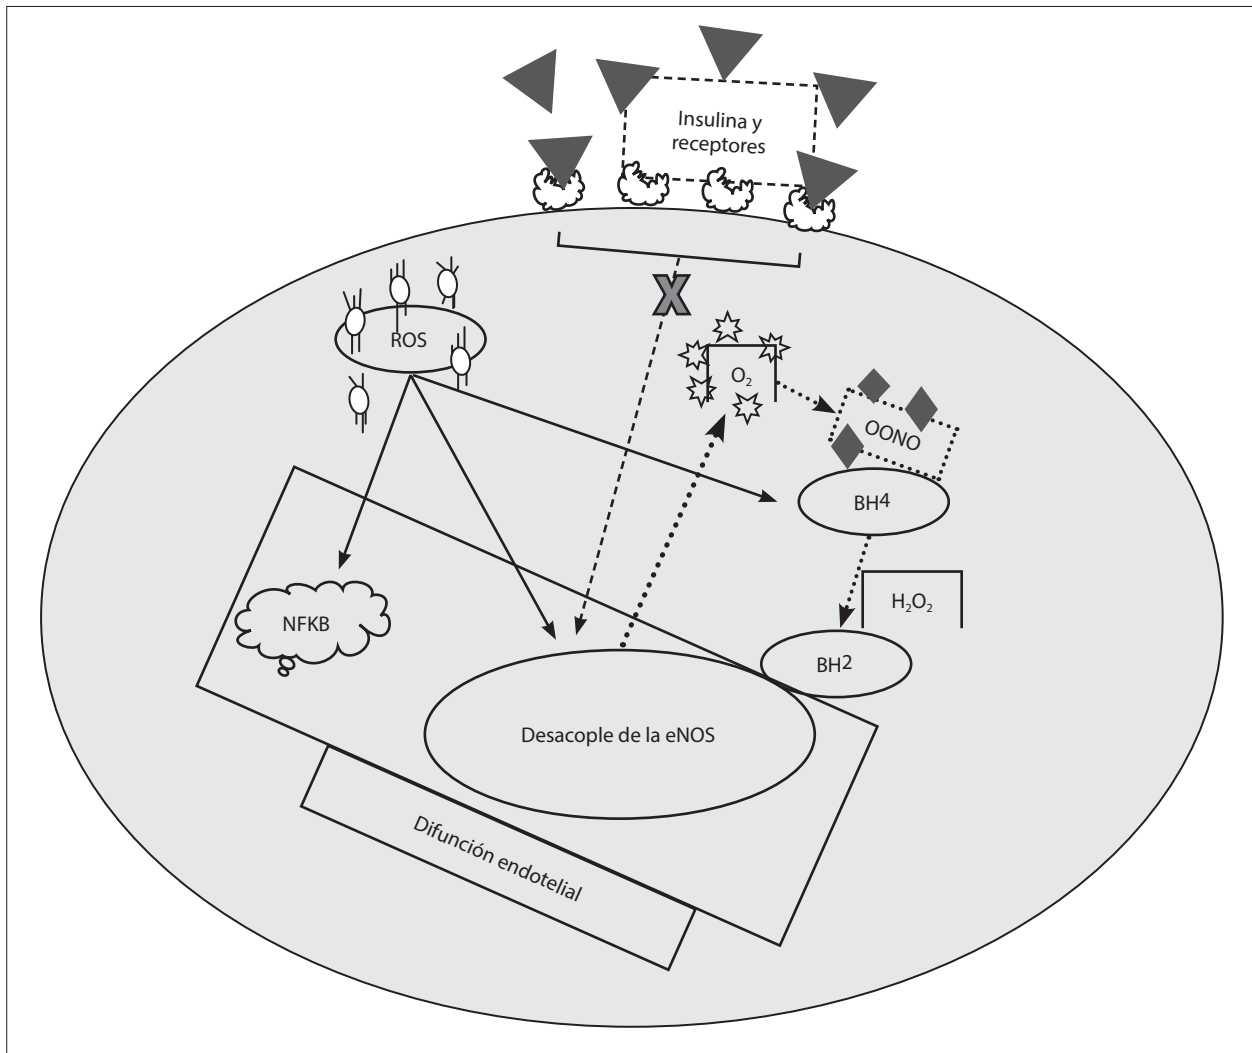 Insulina y
receptores
ROS
O₂
OONO
BH4
H₂O₂
NFKB
BH2
Desacople de la eNOS
Difunción endotelial